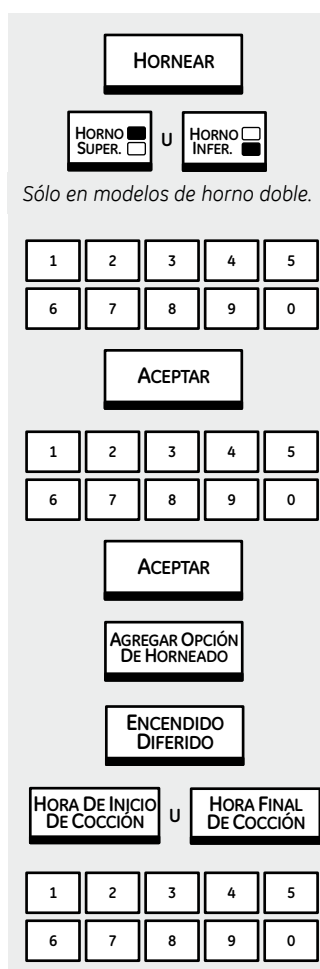 HORNEAR
HORNO SUPER. U HORNO INFER.
Sólo en modelos de horno doble.
1 2 3 4 5
6 7 8 9 0
ACEPTAR
1 2 3 4 5
6 7 8 9 0
ACEPTAR
AGREGAR OPCIÓN
DE HORNEADO
ENCENDIDO
DIFERIDO
HORA DE INICIO
DE COCCIÓN
U
HORA FINAL
DE COCCIÓN
1 2 3 4 5
6 7 8 9 0